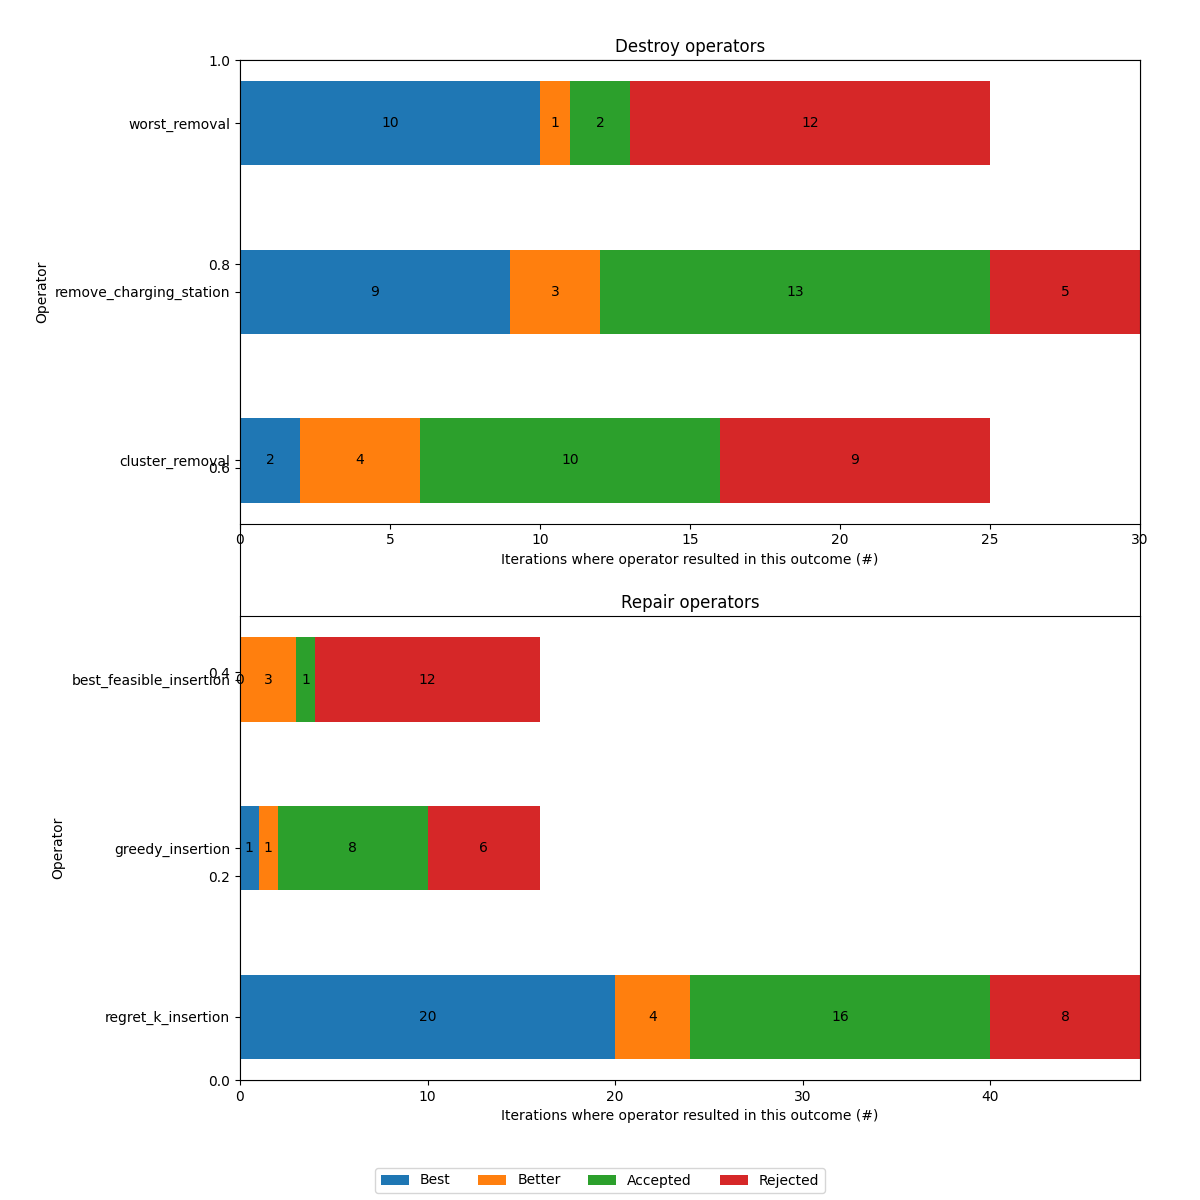 Destroy operators
1.0
worst_removal 10 1 2 12
0.8
Operator
remove_charging_station 9 3 13 5
cluster_removal 2 4 10 9
0.6
0 5 10 15 20 25 30
Iterations where operator resulted in this outcome (#)
Repair operators
0.4
best_feasible_insertion 0 3 1 12
Operator
greedy_insertion 1 1 8 6
0.2
regret_k_insertion 20 4 16 8
0.0
0 10 20 30 40
Iterations where operator resulted in this outcome (#)
Best Better Accepted Rejected